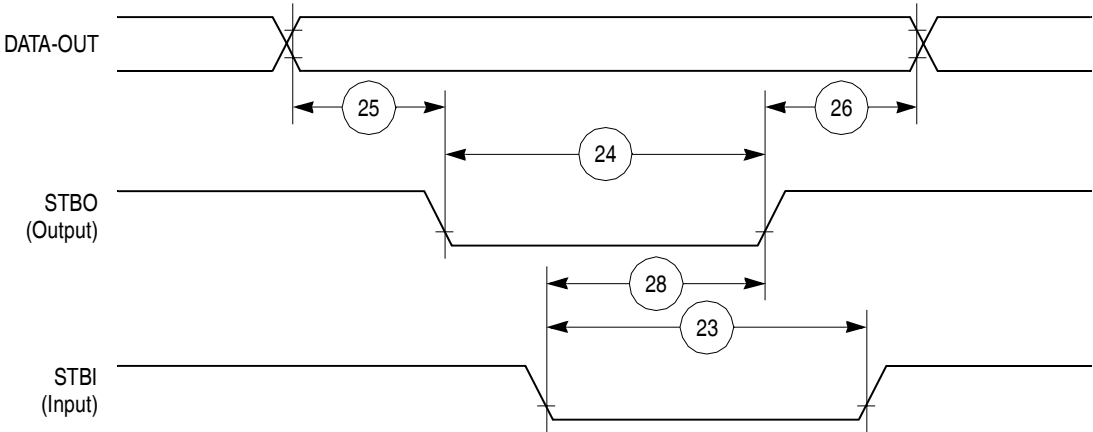 DATA-OUT
25
26
24
STBO
(Output)
28
23
STBI
(Input)